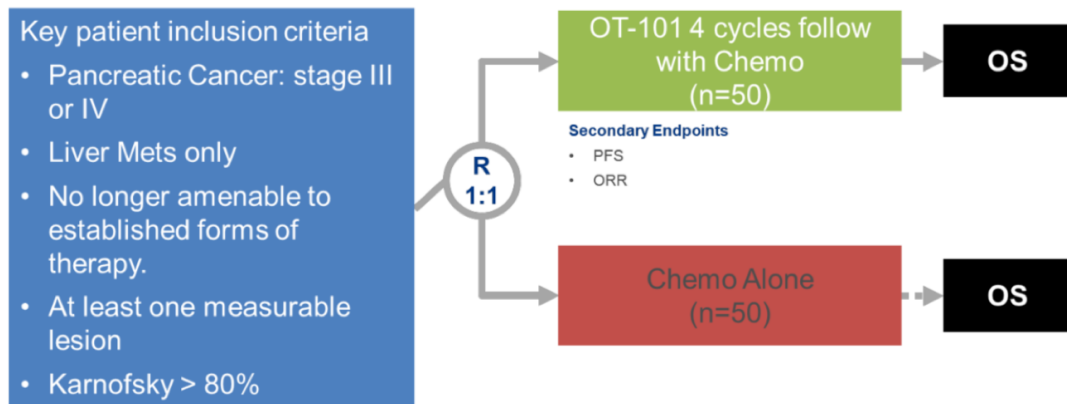 Key patient inclusion criteria
• Pancreatic Cancer: stage III
or IV
• Liver Mets only
• No longer amenable to
established forms of
therapy.
• At least one measurable
lesion
• Karnofsky > 80%
R
1:1
OT-101 4 cycles follow
with Chemo
(n=50)
OS
Secondary Endpoints
• PFS
• ORR
Chemo Alone
(n=50)
OS